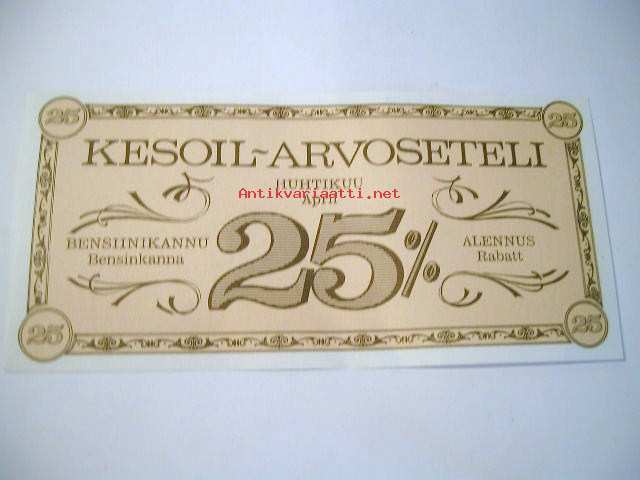 25 25
KESOIL-ARVOSETELI
HUHTIKUU
Antikvariaatti.net
April
BENSIINIKANNU
Bensinkanna
25%
ALENNUS
Rabatt
25 25